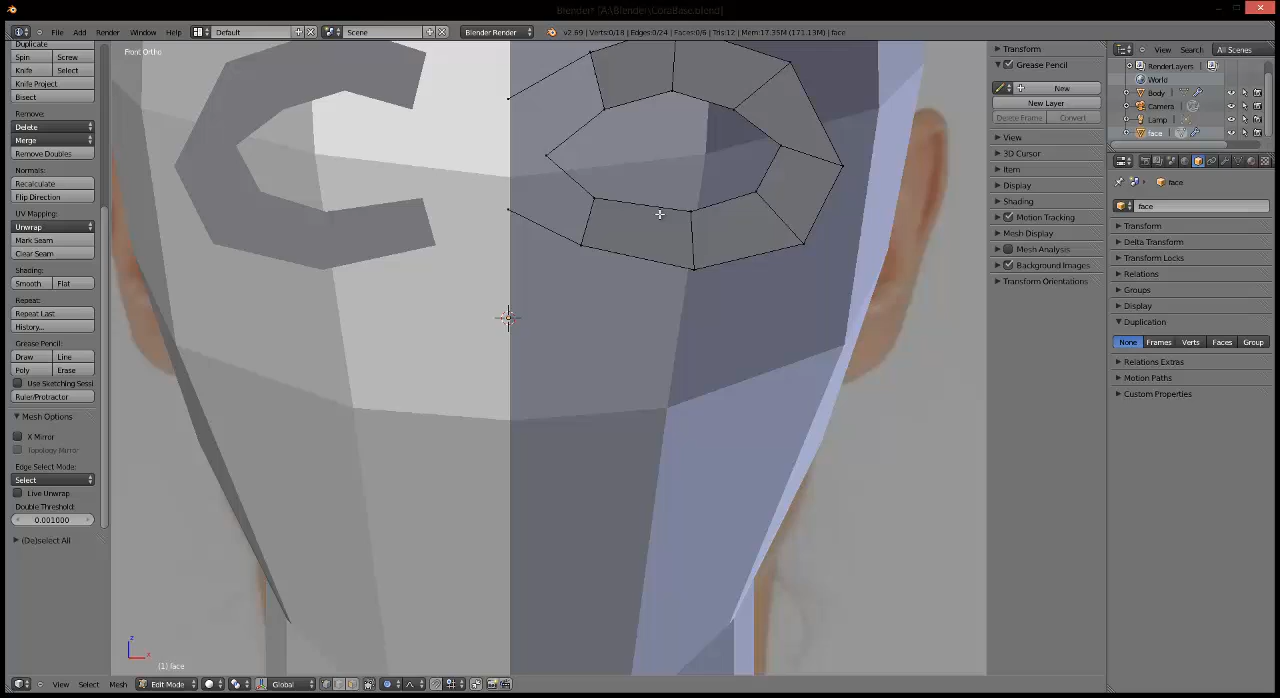 Blender* [A:\Blender\CoraBase.blend]
File Add Render Window Help Default Scene Blender Render v2.69 | Verts:0/18 | Edges:0/24 | Faces:0/6 | Tris:12 | Mem:17.35M (171.13M) | face
Duplicate
Spin Screw
Knife Select
Knife Project
Bisect
Remove:
Delete
Merge
Remove Doubles
Normals:
Recalculate
Flip Direction
UV Mapping:
Unwrap
Mark Seam
Clear Seam
Shading:
Smooth Flat
Repeat:
Repeat Last
History...
Grease Pencil:
Draw Line
Poly Erase
Use Sketching Sessi
Ruler/Protractor
Mesh Options
X Mirror
Topology Mirror
Edge Select Mode:
Select
Live Unwrap
Double Threshold:
0.001000
(De)select All
Front Ortho
z
x
(1) face
View Select Mesh Edit Mode Global
Transform
Grease Pencil
New
New Layer
Delete Frame Convert
View
3D Cursor
Item
Display
Shading
Motion Tracking
Mesh Display
Mesh Analysis
Background Images
Transform Orientations
View Search All Scenes
RenderLayers
World
Body
Camera
Lamp
face
face
face
Transform
Delta Transform
Transform Locks
Relations
Groups
Display
Duplication
None Frames Verts Faces Group
Relations Extras
Motion Paths
Custom Properties